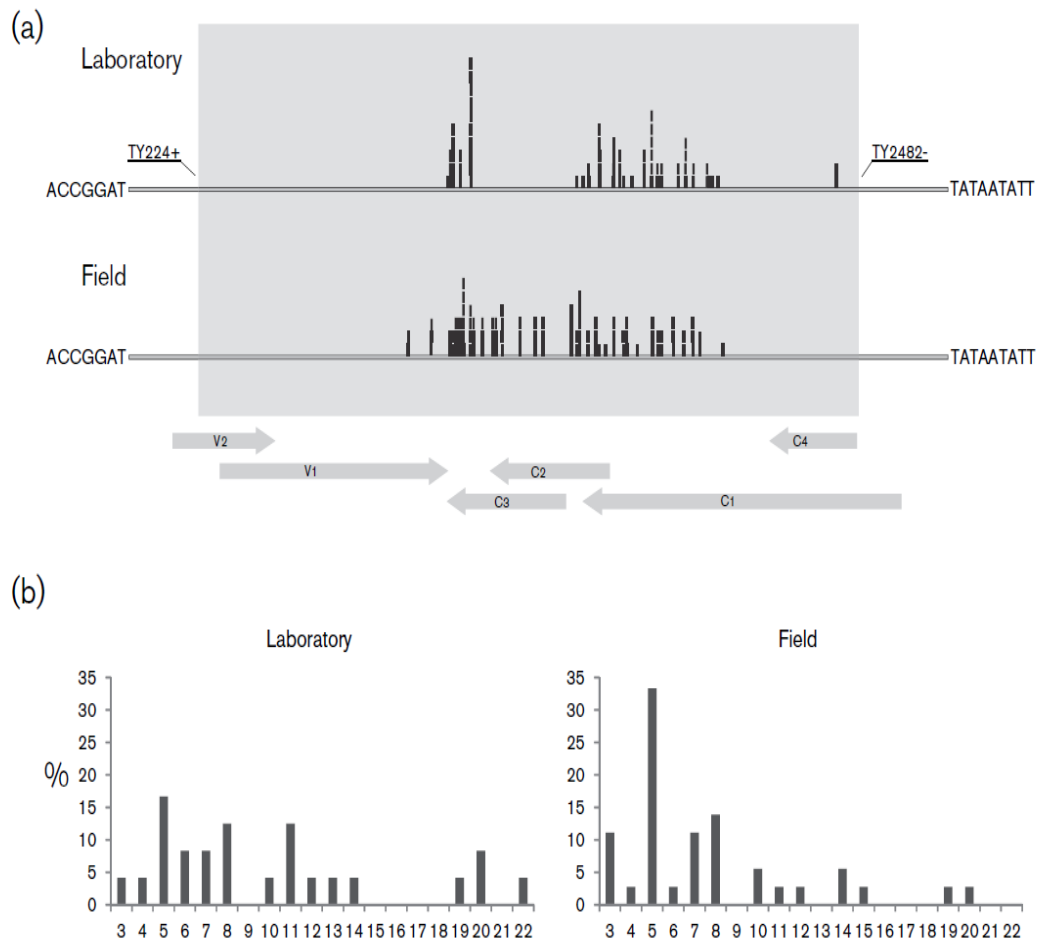 (a)
Laboratory
TY224+
TY2482-
ACCGGAT
TATAATATT
Field
ACCGGAT
TATAATATT
V2
C4
V1
C2
C3
C1
(b)
Laboratory
Field
%
35
30
25
20
15
10
5
0
3 4 5 6 7 8 9 10 11 12 13 14 15 16 17 18 19 20 22
35
30
25
20
15
10
5
0
3 4 5 6 7 8 9 10 11 12 13 14 15 16 17 18 19 20 21 22